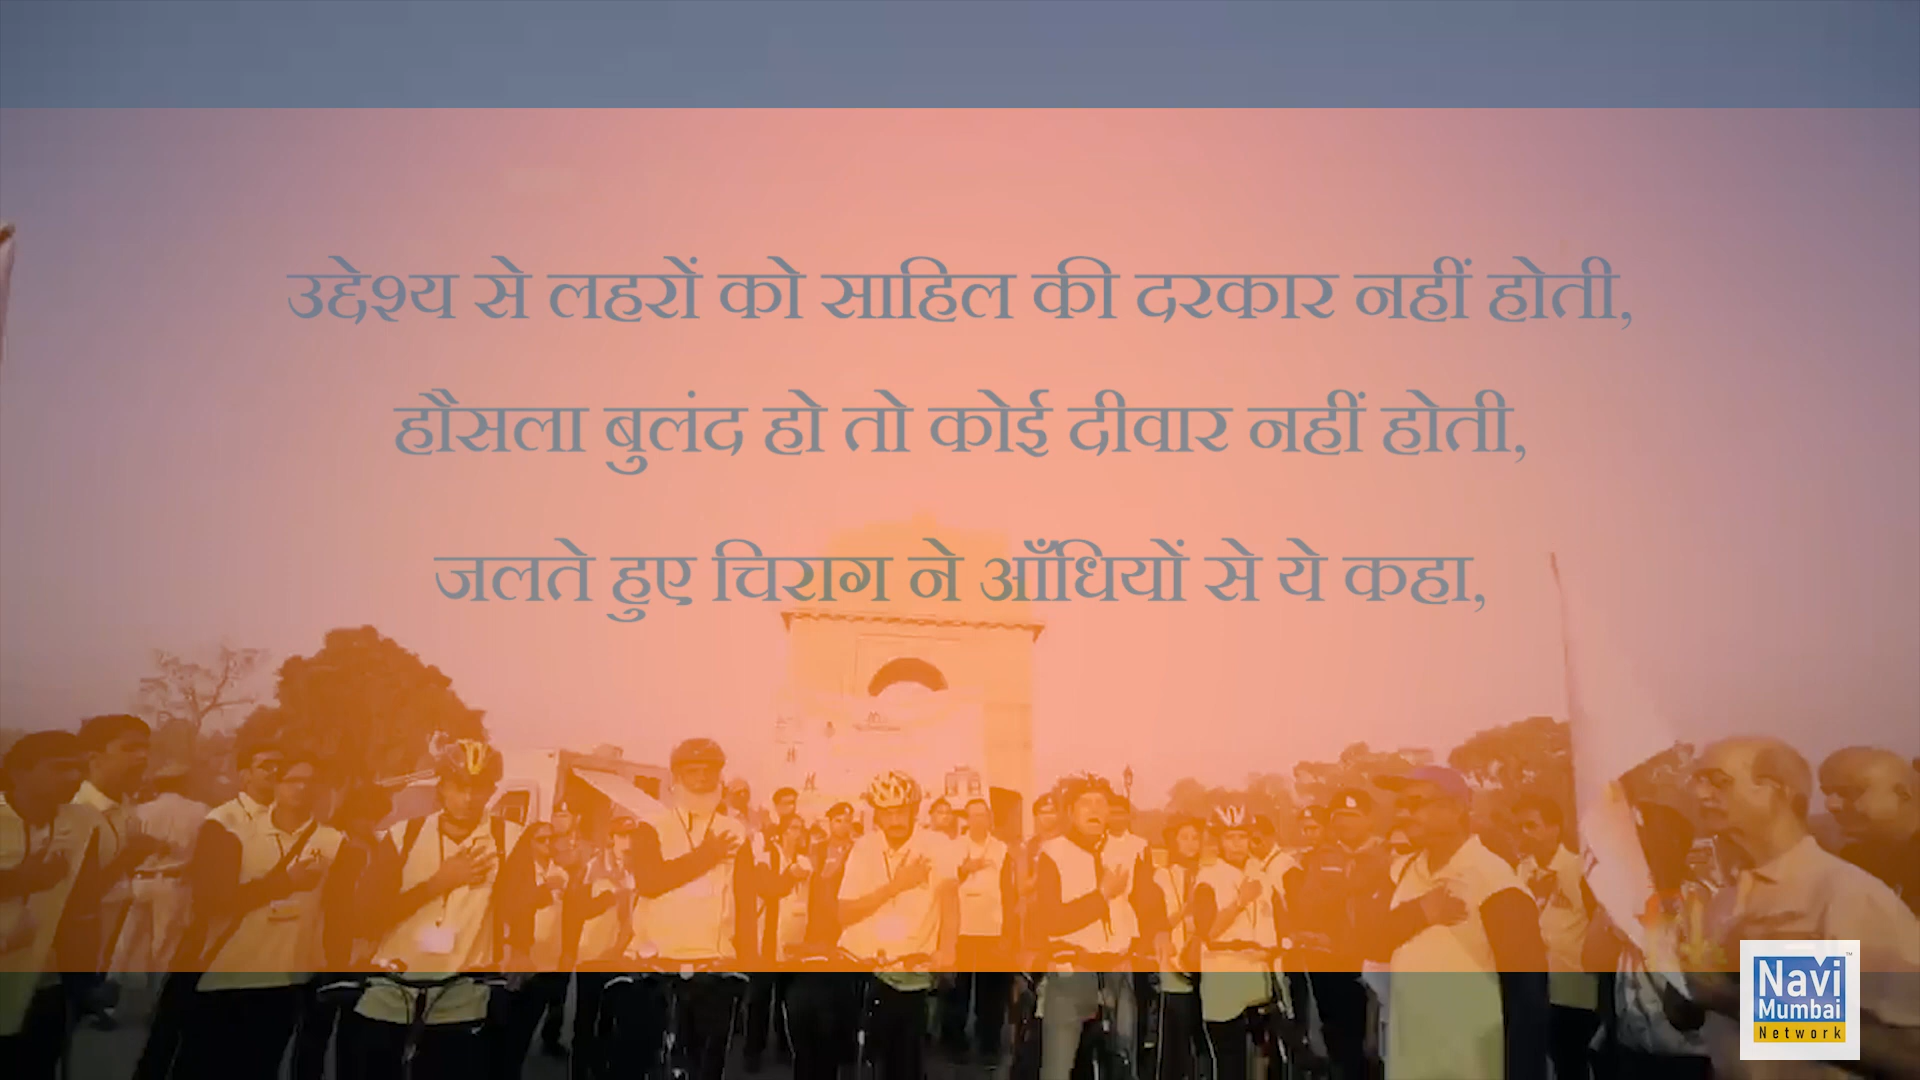 उद्देश्य से लहरों को साहिल की दरकार नहीं होती,
हौसला बुलंद हो तो कोई दीवार नहीं होती,
जलते हुए चिराग ने आँधियों से ये कहा,
Navi
Mumbai
Network